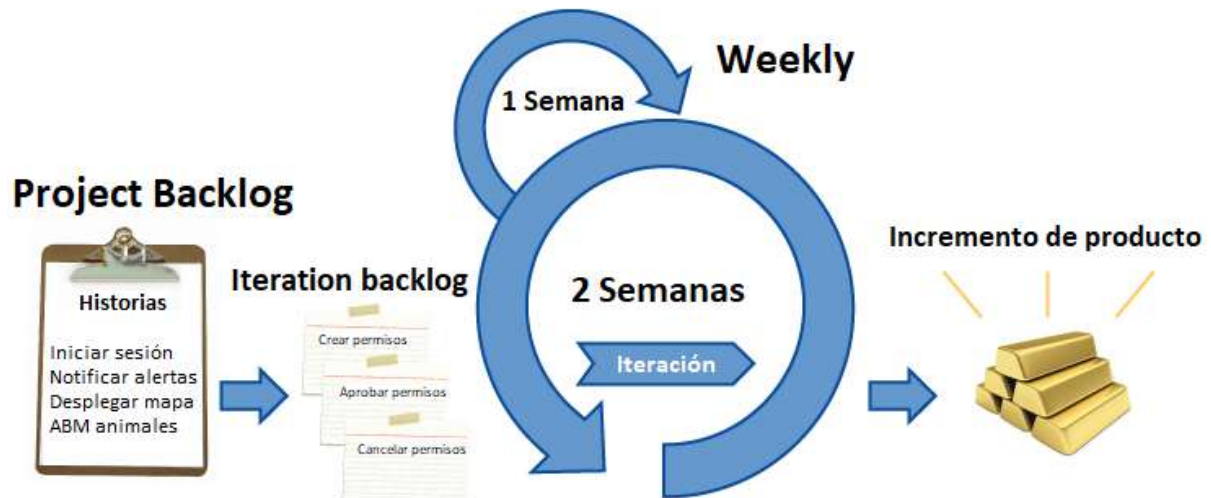 Weekly
1 Semana
Project Backlog
Historias
Iniciar sesión
Notificar alertas
Desplegar mapa
ABM animales
Iteration backlog
Crear permisos
Aprobar permisos
Cancelar permisos
2 Semanas
Iteración
Incremento de producto